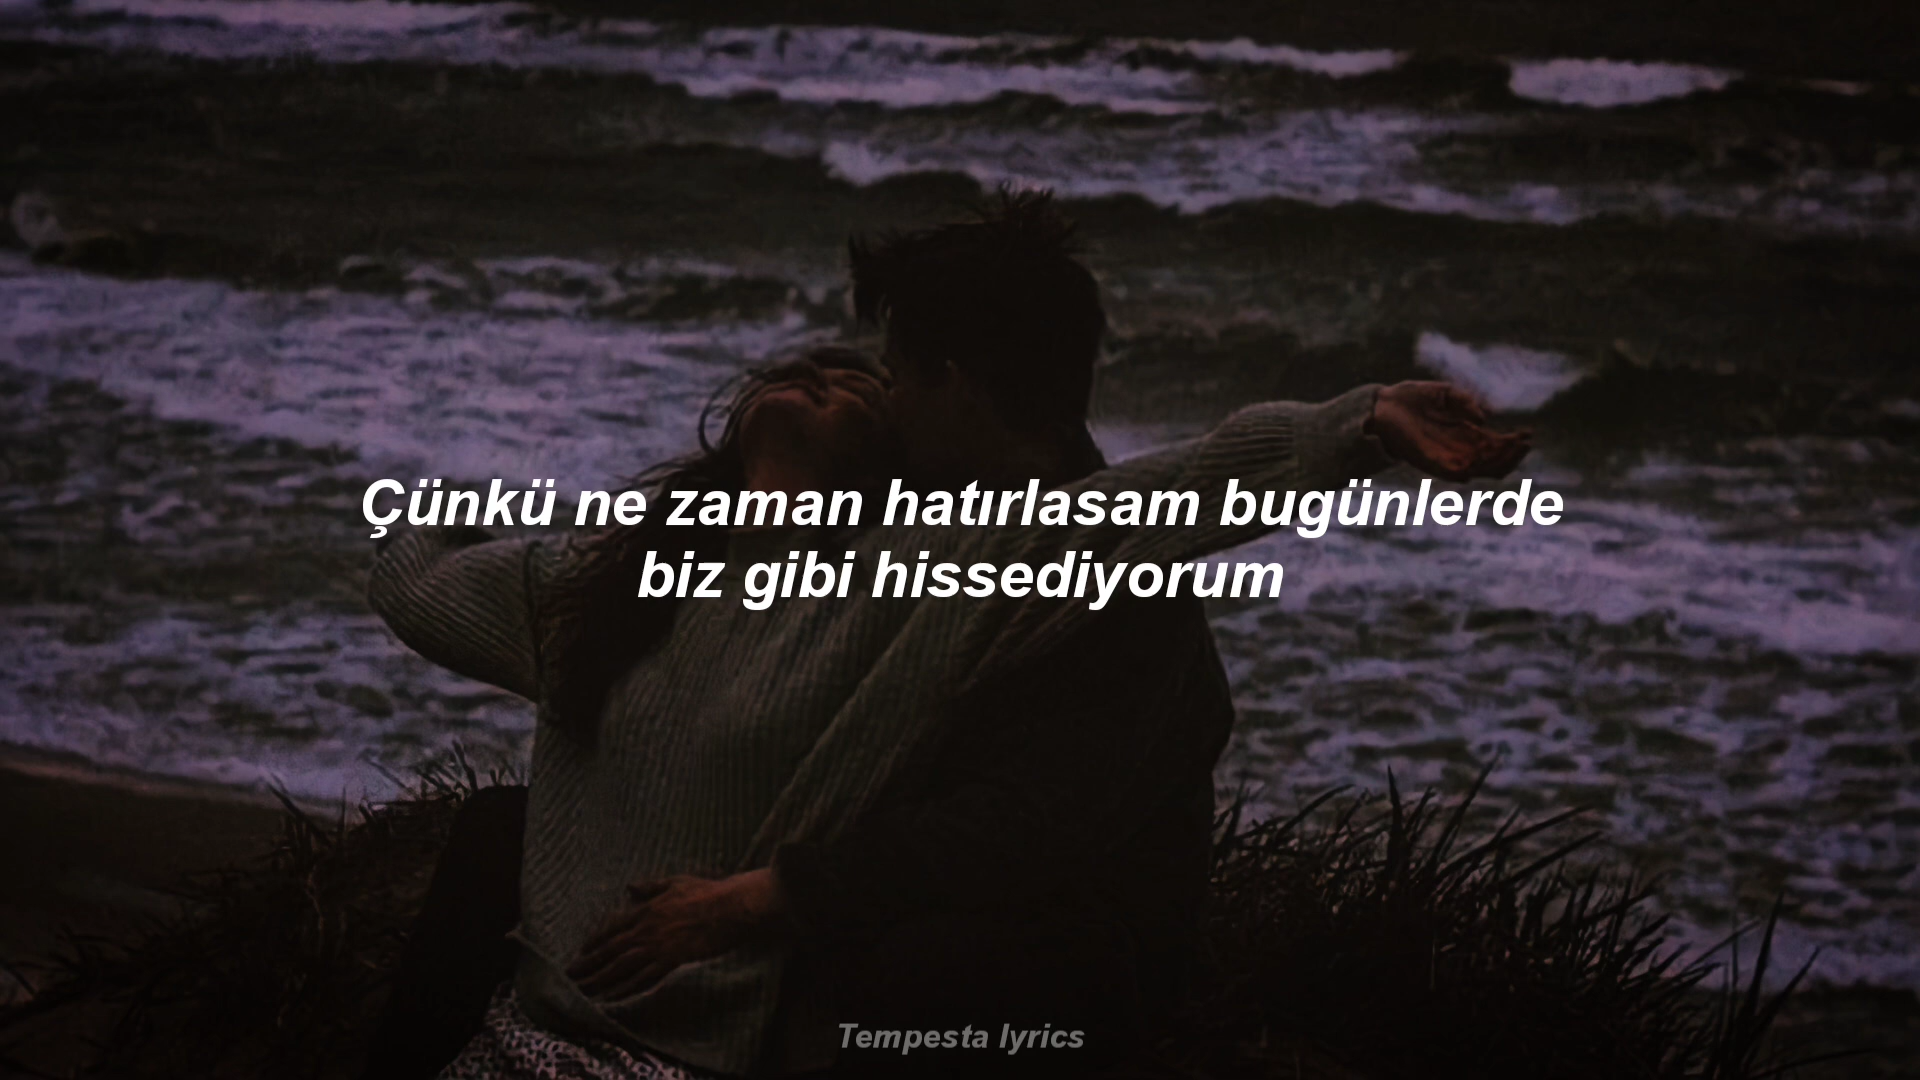 Çünkü ne zaman hatırlasam bugünlerde
biz gibi hissediyorum
Tempesta lyrics